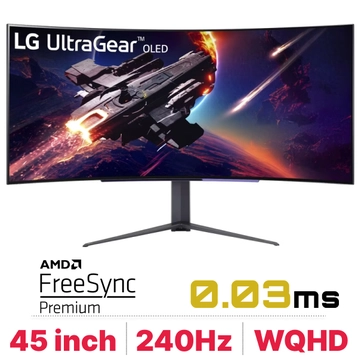 LG UltraGear™ OLED
AMD
FreeSync
Premium
0.03ms
45 inch 240Hz WQHD